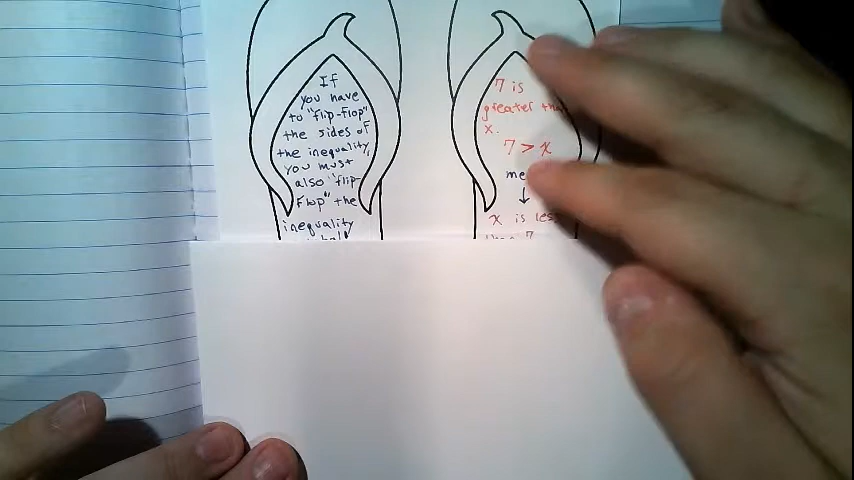 If
you have
to "flip-flop"
the sides of
the inequality,
you must
also "flip-
flop" the
inequality
7 is
greater
x.
7 > x
↓
x is less